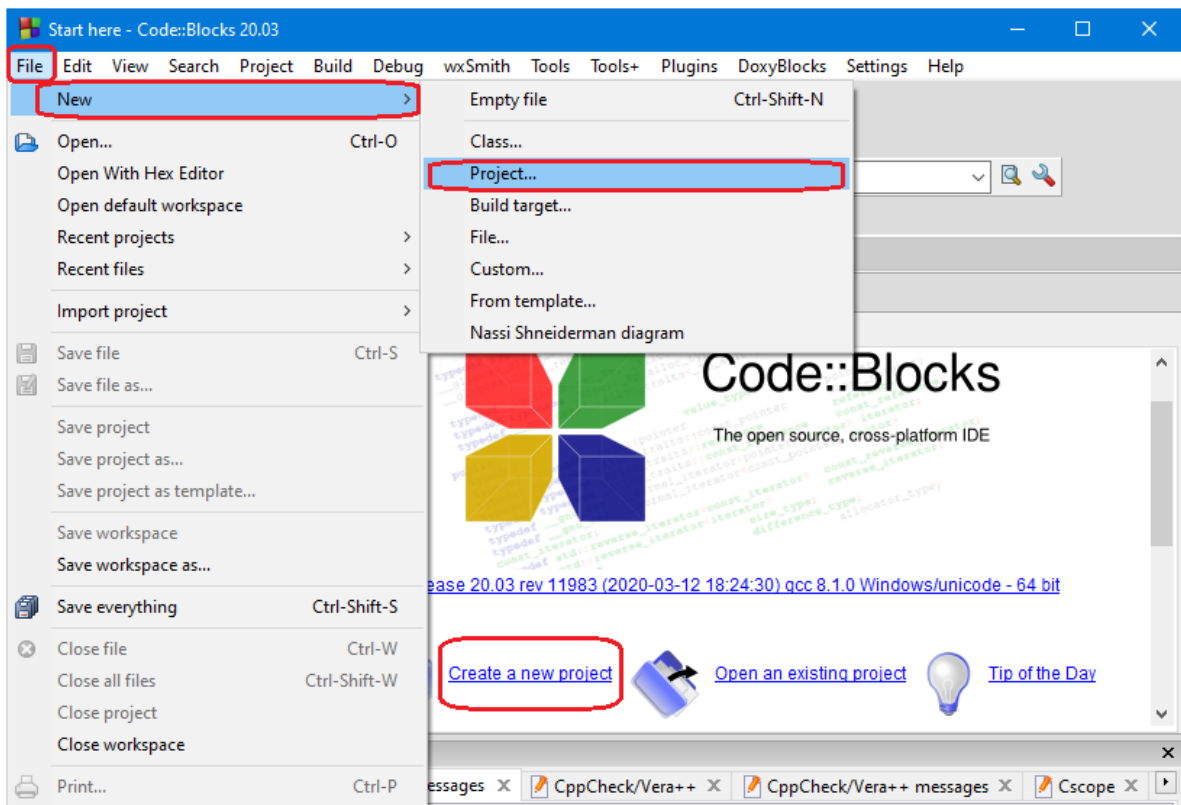 Start here - Code::Blocks 20.03
File Edit View Search Project Build Debug wxSmith Tools Tools+ Plugins DoxyBlocks Settings Help
New
Open... Ctrl-O
Open With Hex Editor
Open default workspace
Recent projects
Recent files
Import project
Save file Ctrl-S
Save file as...
Save project
Save project as...
Save project as template...
Save workspace
Save workspace as...
Save everything Ctrl-Shift-S
Close file Ctrl-W
Close all files Ctrl-Shift-W
Close project
Close workspace
Print... Ctrl-P
Empty file Ctrl-Shift-N
Class...
Project...
Build target...
File...
Custom...
From template...
Nassi Shneiderman diagram
Code::Blocks
The open source, cross-platform IDE
ease 20.03 rev 11983 (2020-03-12 18:24:30) gcc 8.1.0 Windows/unicode - 64 bit
Create a new project Open an existing project Tip of the Day
essages CppCheck/Vera++ CppCheck/Vera++ messages Cscope